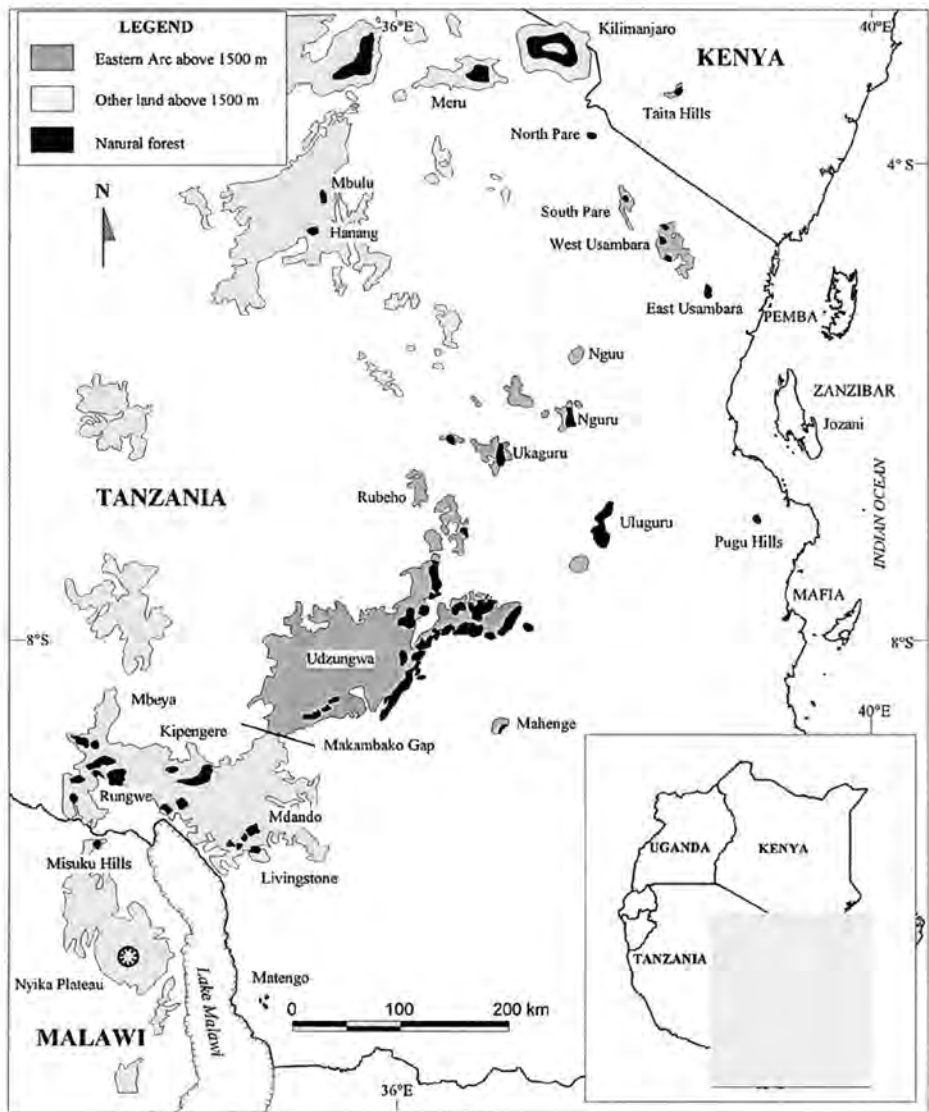 LEGEND
Eastern Arc above 1500 m
Other land above 1500 m
Natural forest
N
36°E
40°E
Kilimanjaro
KENYA
Meru
Taita Hills
North Pare
4° S
Mbulu
Hanang
South Pare
West Usambara
East Usambara
PEMBA
Nguu
ZANZIBAR
Nguru
Jozani
Ukaguru
TANZANIA
Rubeho
Uluguru
Pugu Hills
INDIAN OCEAN
MAFIA
8°S
8°S
Udzungwa
Mbeya
Kipengere
Mahenge
40°E
Makambako Gap
Rungwe
Mdando
Misuku Hills
Livingstone
UGANDA
KENYA
TANZANIA
Nyika Plateau
Lake Malawi
Matengo
0 100 200 km
MALAWI
36°E